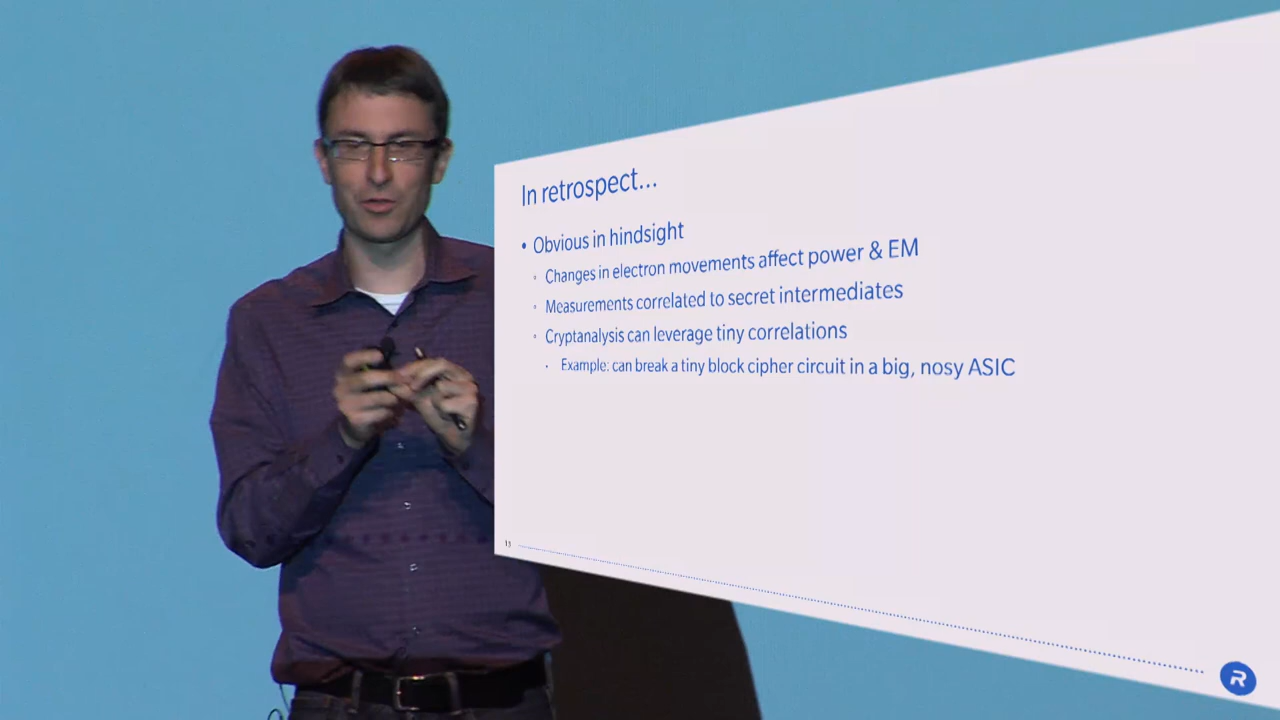 In retrospect...
• Obvious in hindsight
▫ Changes in electron movements affect power & EM
▫ Measurements correlated to secret intermediates
▫ Cryptanalysis can leverage tiny correlations
· Example: can break a tiny block cipher circuit in a big, nosy ASIC
13
R